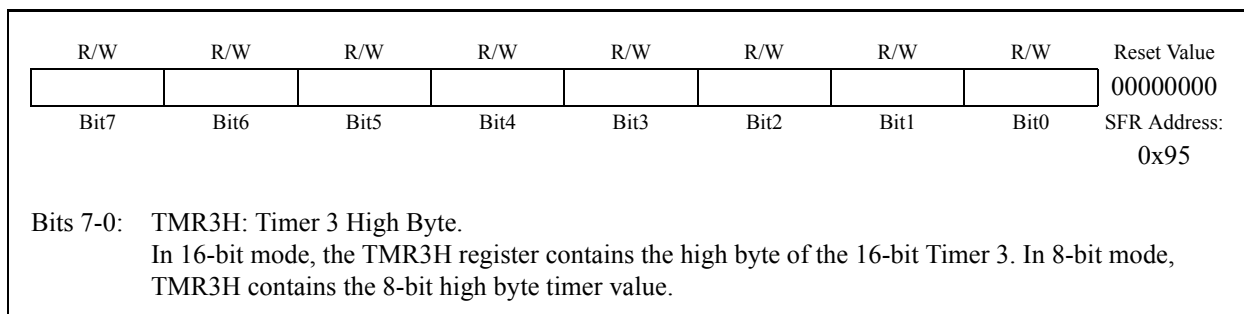 R/W R/W R/W R/W R/W R/W R/W R/W Reset Value
00000000
Bit7 Bit6 Bit5 Bit4 Bit3 Bit2 Bit1 Bit0 SFR Address:
0x95
Bits 7-0: TMR3H: Timer 3 High Byte.
In 16-bit mode, the TMR3H register contains the high byte of the 16-bit Timer 3. In 8-bit mode,
TMR3H contains the 8-bit high byte timer value.